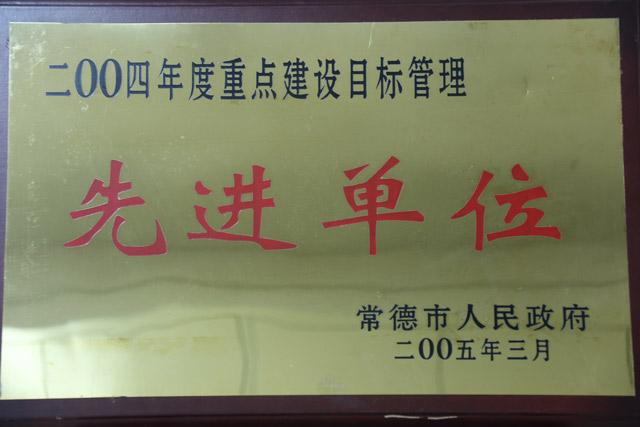 二00四年度重点建设目标管理
先进单位
常德市人民政府
二00五年三月